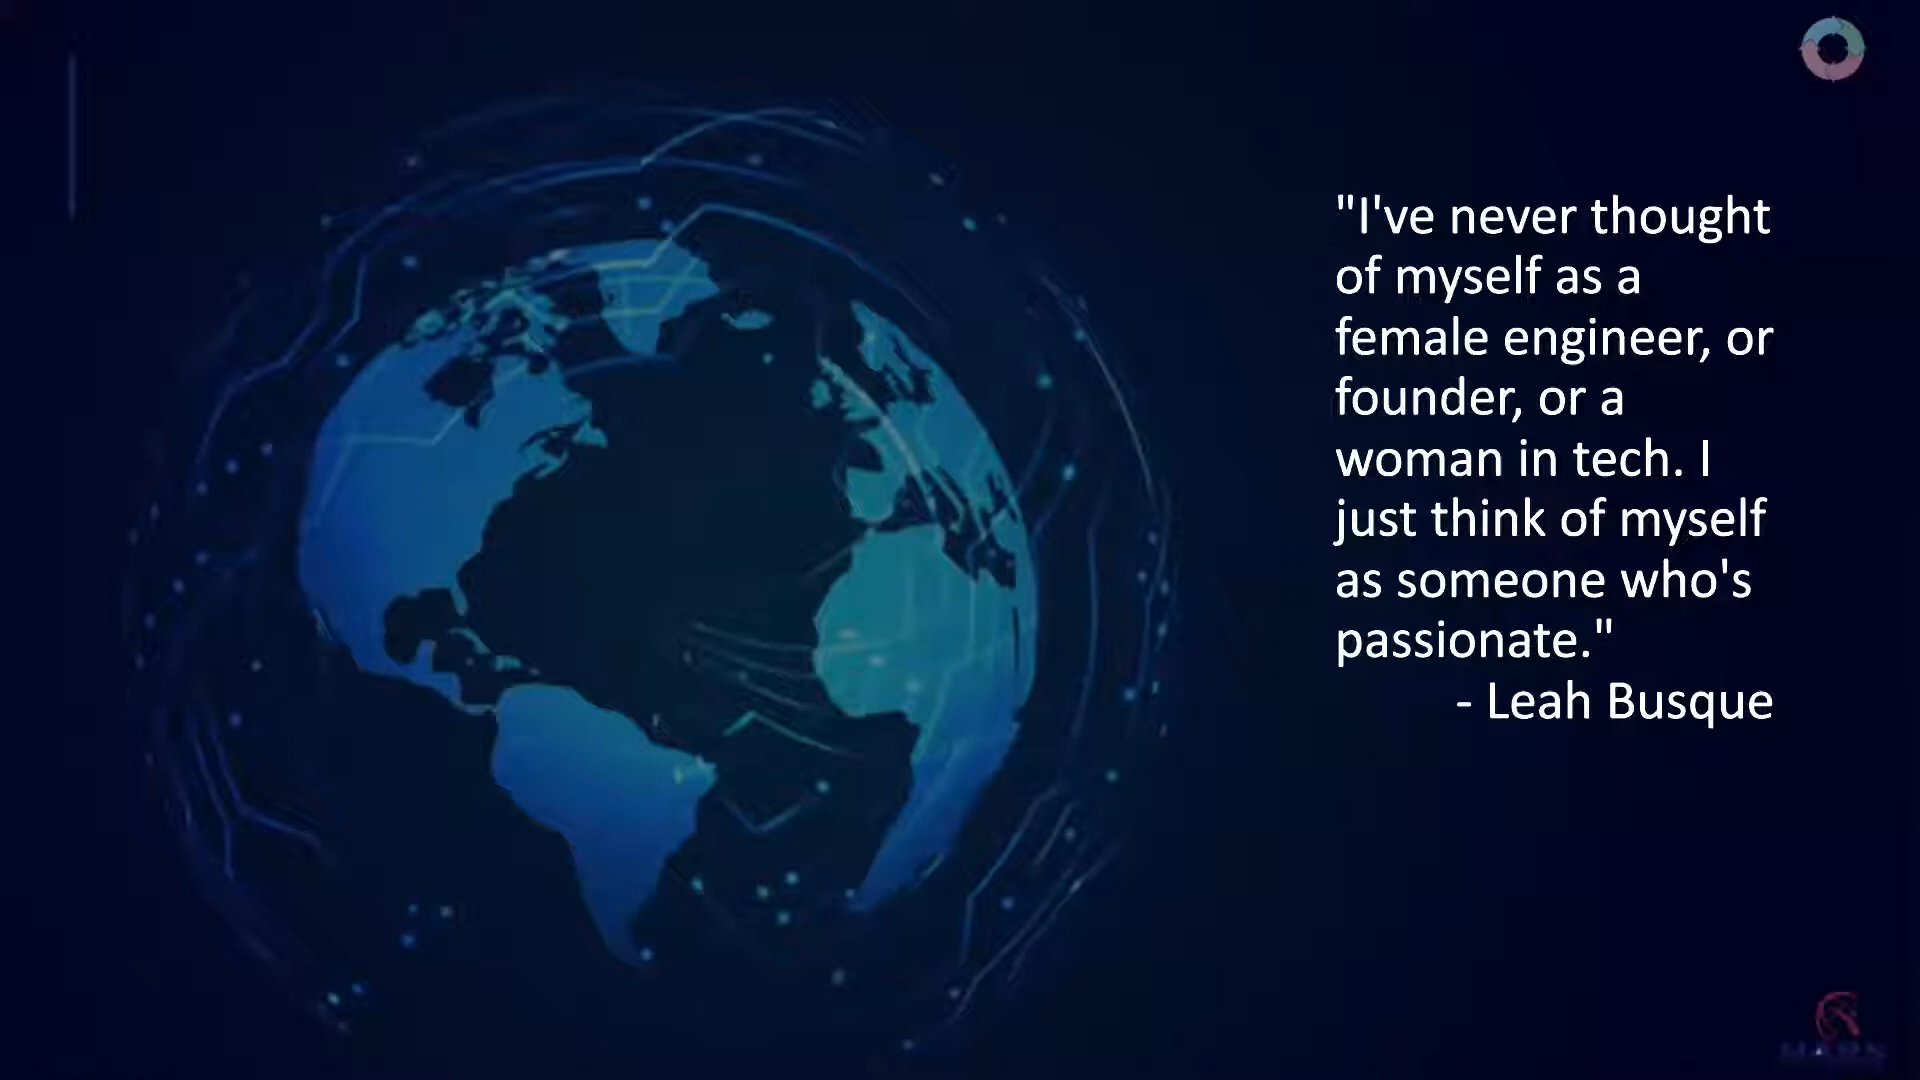 "I've never thought
of myself as a
female engineer, or
founder, or a
woman in tech. I
just think of myself
as someone who's
passionate."
- Leah Busque